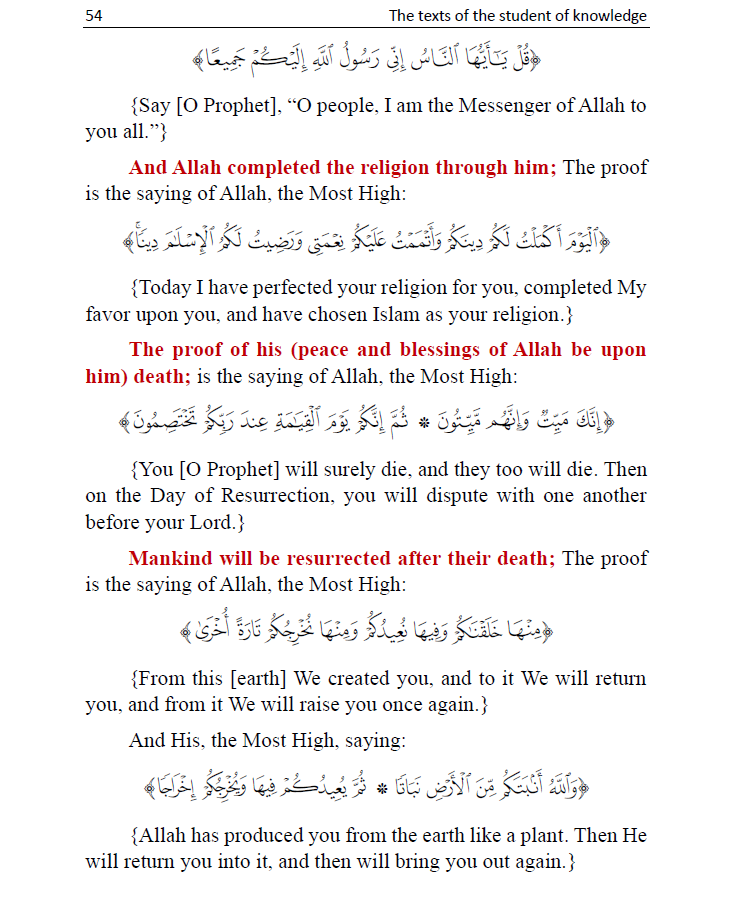 54 The texts of the student of knowledge
﴿قُلْ يَـٰٓأَيُّهَا ٱلنَّاسُ إِنِّى رَسُولُ ٱللَّهِ إِلَيْكُمْ جَمِيعًا﴾
{Say [O Prophet], “O people, I am the Messenger of Allah to
you all.”}
And Allah completed the religion through him; The proof
is the saying of Allah, the Most High:
﴿ٱلْيَوْمَ أَكْمَلْتُ لَكُمْ دِينَكُمْ وَأَتْمَمْتُ عَلَيْكُمْ نِعْمَتِى وَرَضِيتُ لَكُمُ ٱلْإِسْلَـٰمَ دِينًاۚ﴾
{Today I have perfected your religion for you, completed My
favor upon you, and have chosen Islam as your religion.}
The proof of his (peace and blessings of Allah be upon
him) death; is the saying of Allah, the Most High:
﴿إِنَّكَ مَيِّتٌ وَإِنَّهُم مَّيِّتُونَ * ثُمَّ إِنَّكُمْ يَوْمَ ٱلْقِيَـٰمَةِ عِندَ رَبِّكُمْ تَخْتَصِمُونَ﴾
{You [O Prophet] will surely die, and they too will die. Then
on the Day of Resurrection, you will dispute with one another
before your Lord.}
Mankind will be resurrected after their death; The proof
is the saying of Allah, the Most High:
﴿مِنْهَا خَلَقْنَـٰكُمْ وَفِيهَا نُعِيدُكُمْ وَمِنْهَا نُخْرِجُكُمْ تَارَةً أُخْرَىٰ﴾
{From this [earth] We created you, and to it We will return
you, and from it We will raise you once again.}
And His, the Most High, saying:
﴿وَٱللَّهُ أَنۢبَتَكُم مِّنَ ٱلْأَرْضِ نَبَاتًا * ثُمَّ يُعِيدُكُمْ فِيهَا وَيُخْرِجُكُمْ إِخْرَاجًا﴾
{Allah has produced you from the earth like a plant. Then He
will return you into it, and then will bring you out again.}